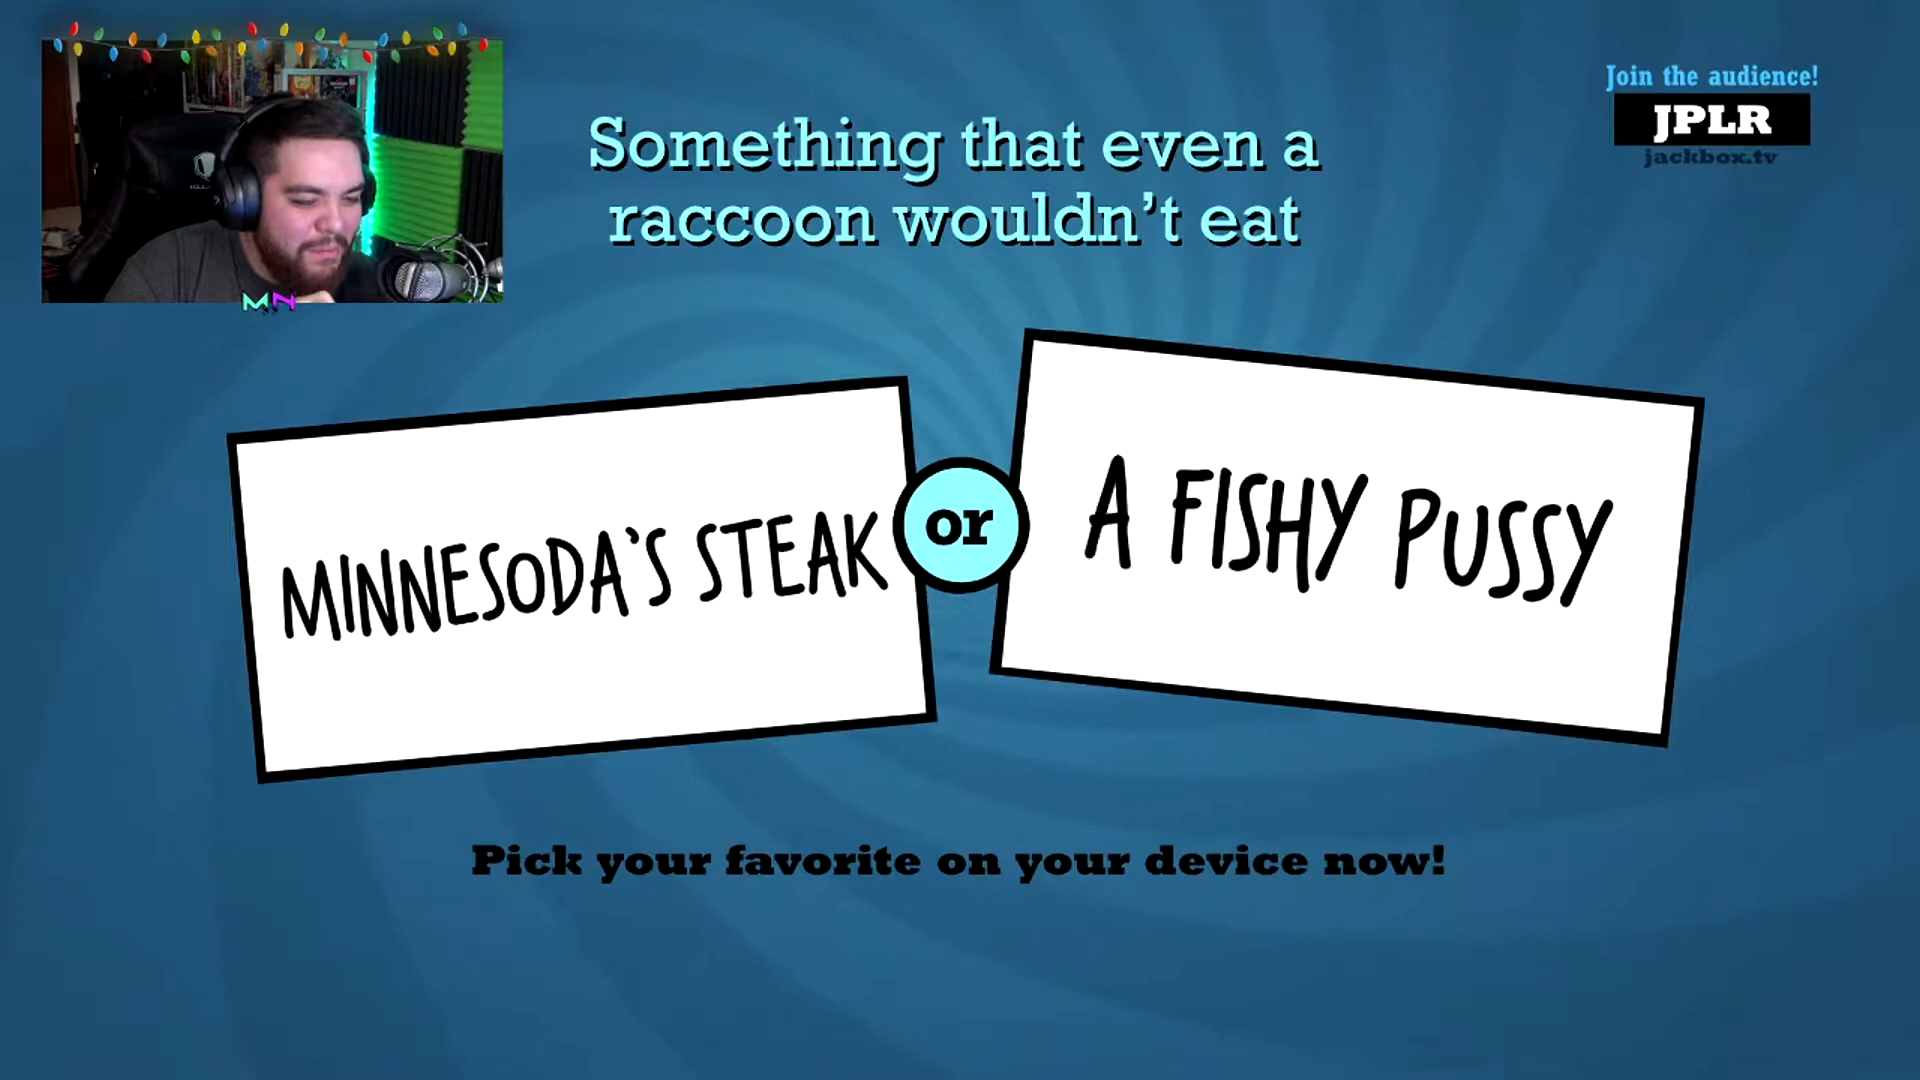 Join the audience!
JPLR
jackbox.tv
Something that even a
raccoon wouldn't eat
MN
MINNESODA'S STEAK
or
A FISHY PUSSY
Pick your favorite on your device now!